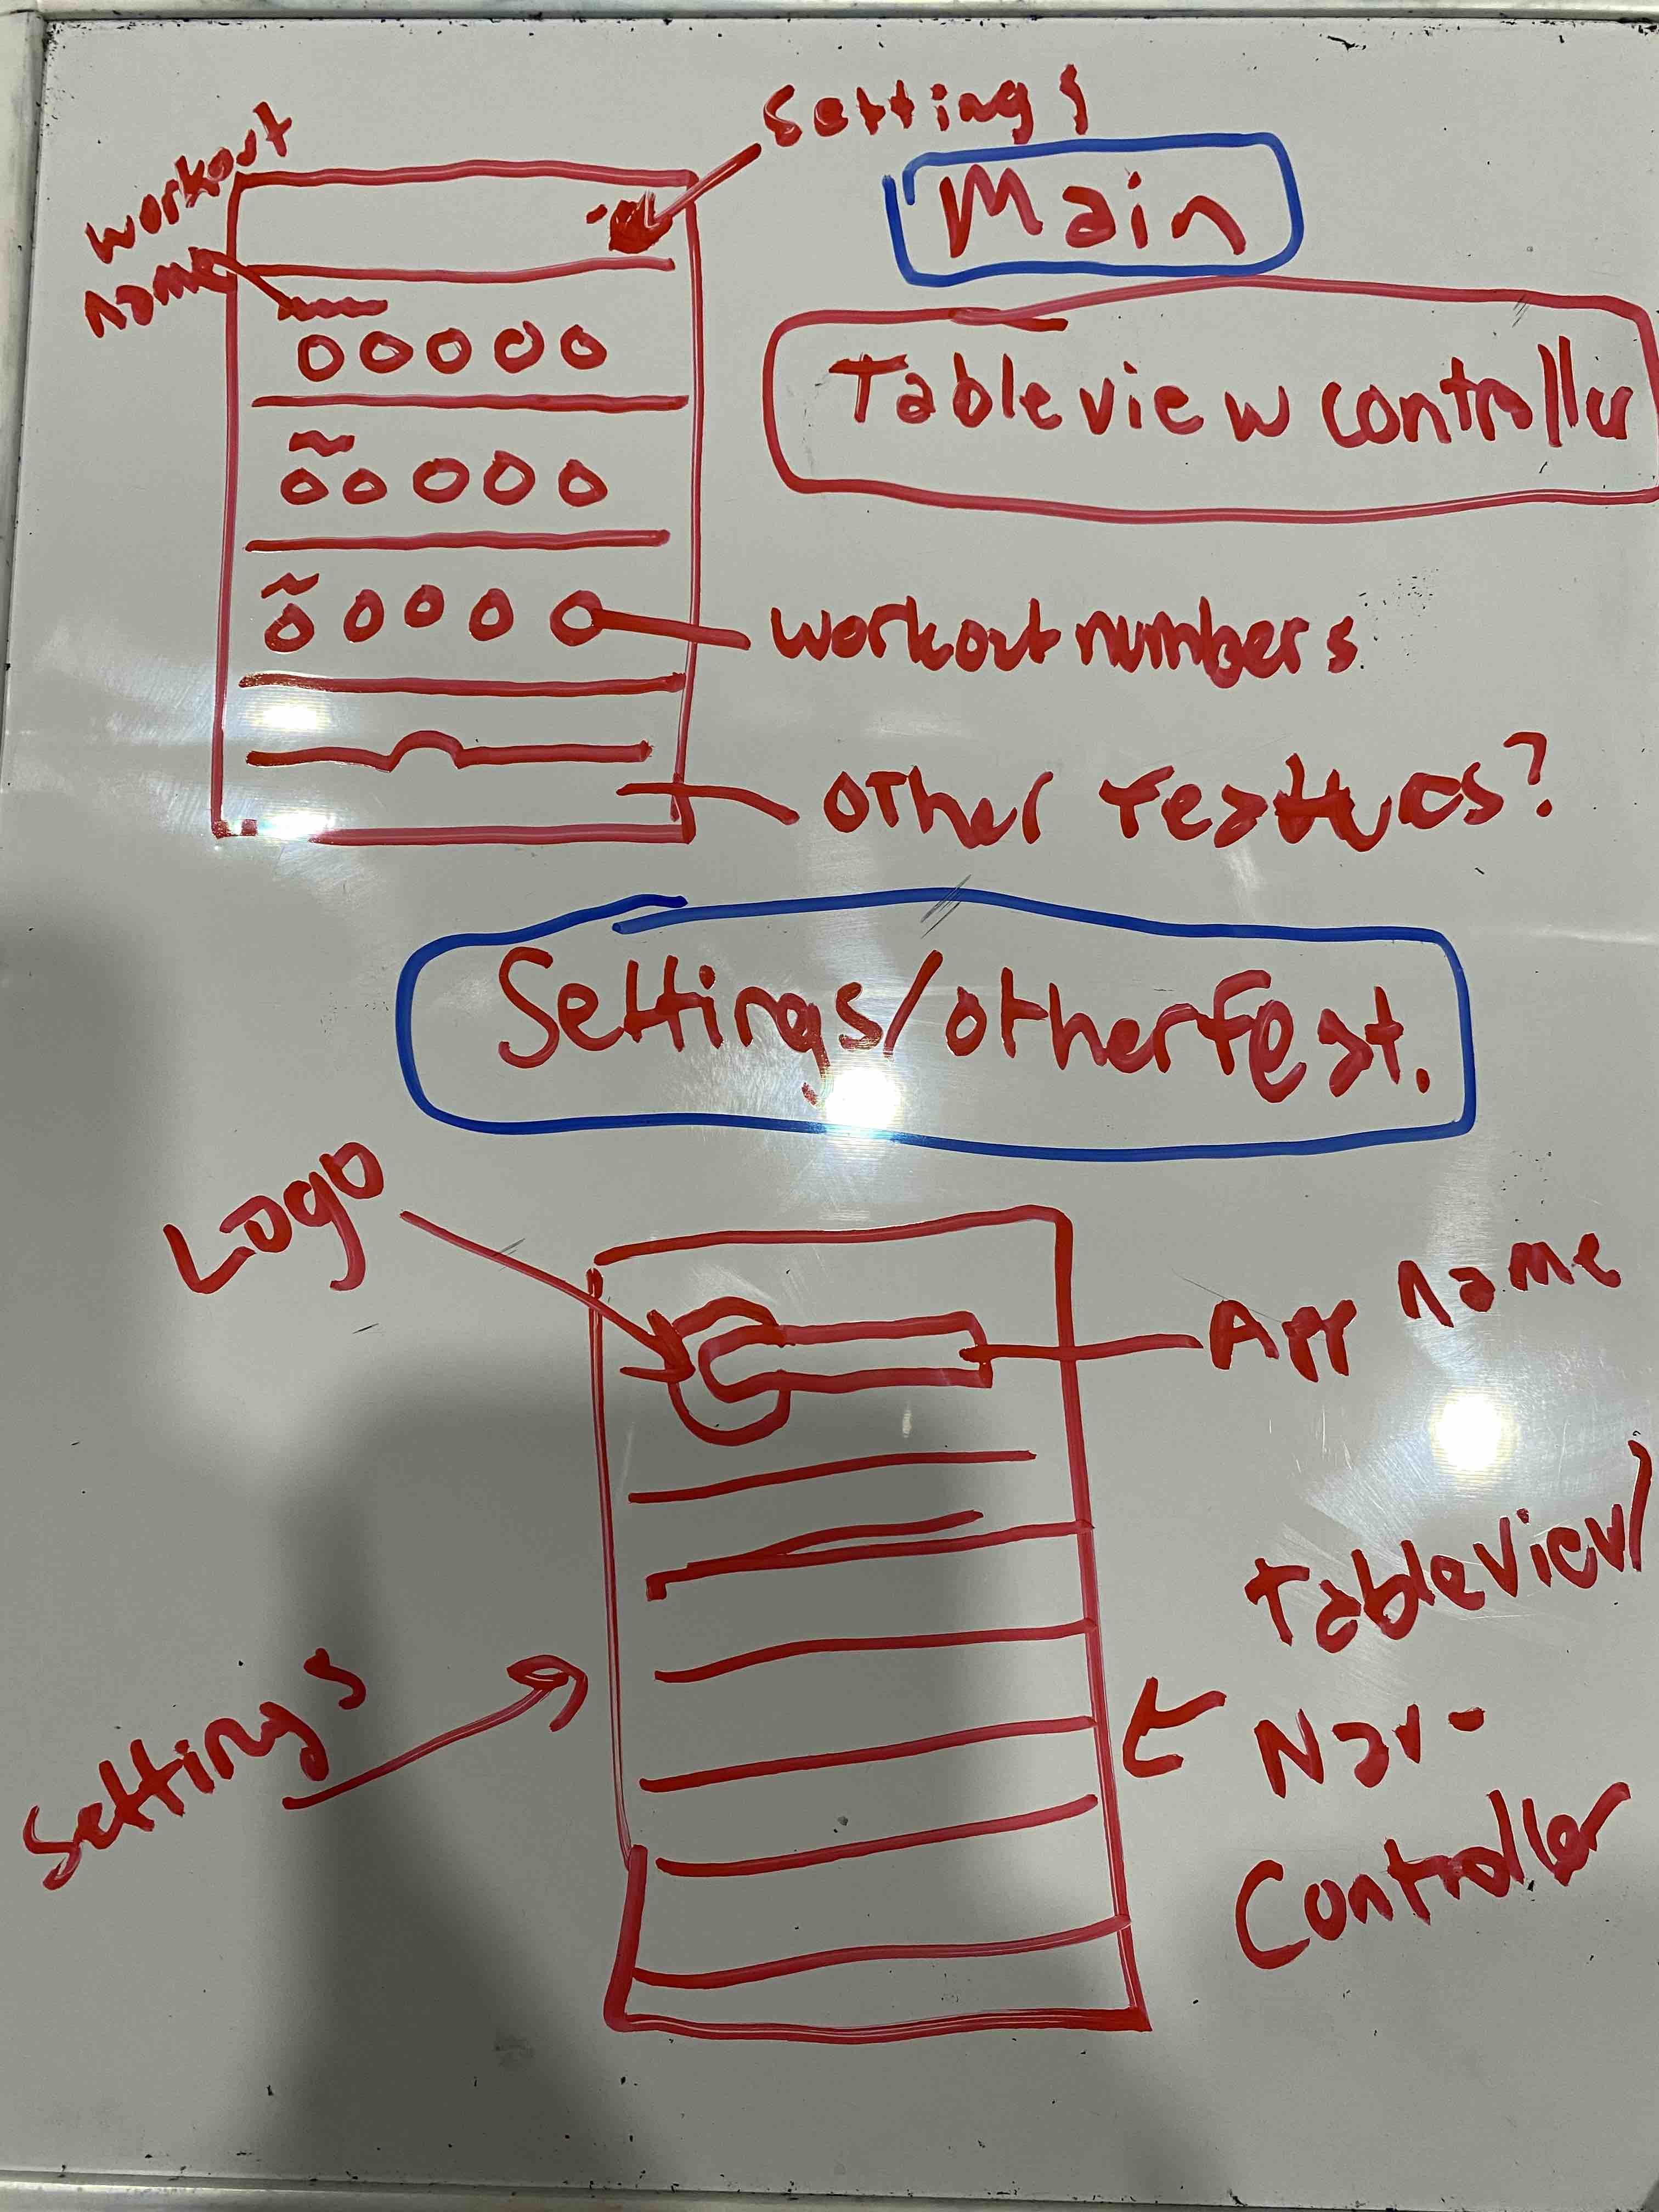 Settings
Workout
name
Main
Tableview controller
workout numbers
other features?
Settings/otherfeat.
Logo
App name
Tableview/
Nav-
Controller
Settings